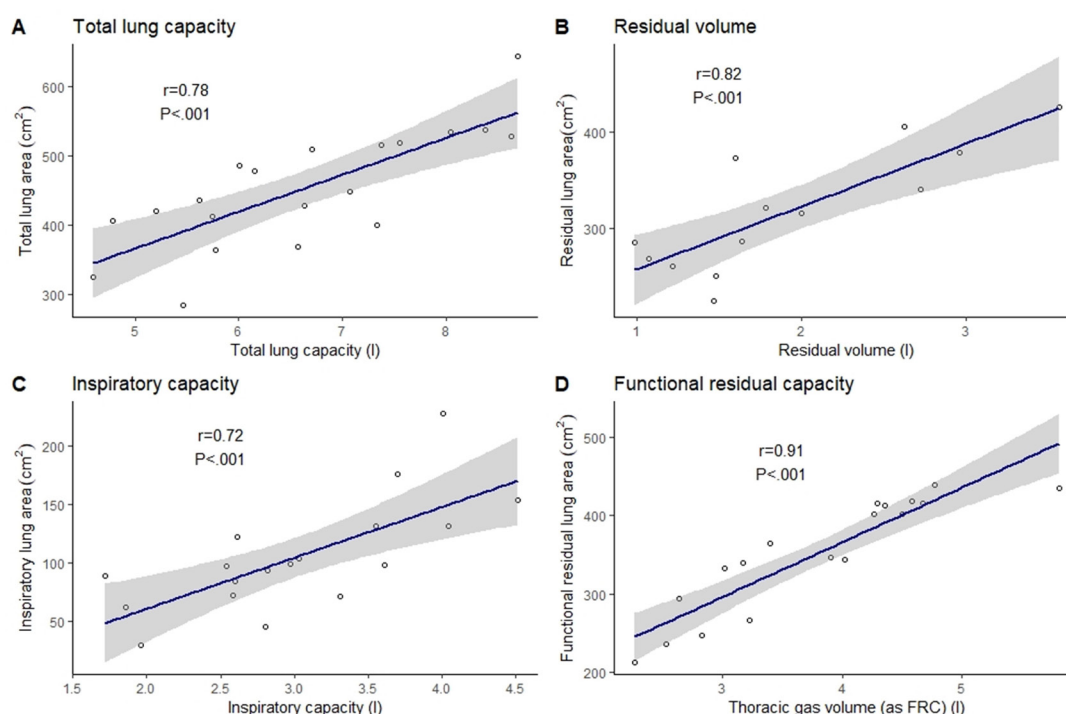 A Total lung capacity
r=0.78
P<.001
Total lung area (cm²)
600
500
400
300
5 6 7 8
Total lung capacity (l)
B Residual volume
r=0.82
P<.001
Residual lung area(cm²)
400
300
1 2 3
Residual volume (l)
C Inspiratory capacity
r=0.72
P<.001
Inspiratory lung area (cm²)
200
150
100
50
1.5 2.0 2.5 3.0 3.5 4.0 4.5
Inspiratory capacity (l)
D Functional residual capacity
r=0.91
P<.001
Functional residual lung area (cm²)
500
400
300
200
3 4 5
Thoracic gas volume (as FRC) (l)